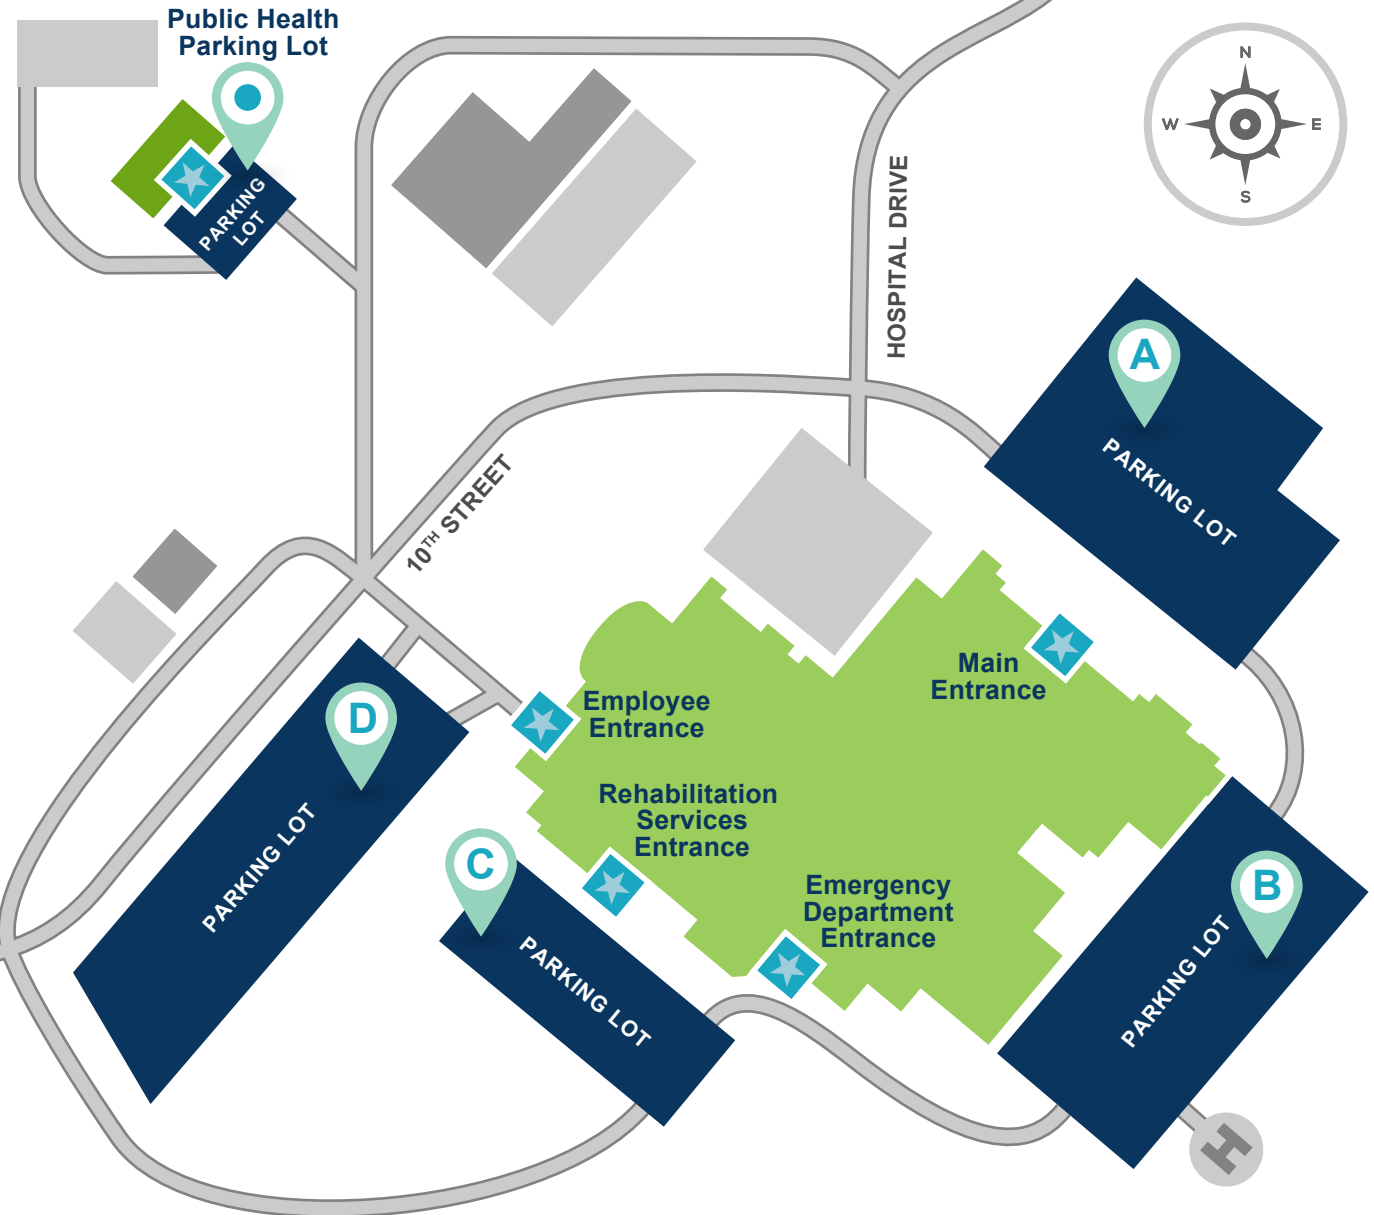 Public Health
Parking Lot
PARKING
LOT
N
W
E
S
HOSPITAL DRIVE
A
PARKING LOT
10TH STREET
Main
Entrance
D
PARKING LOT
Employee
Entrance
Rehabilitation
Services
Entrance
C
PARKING LOT
Emergency
Department
Entrance
B
PARKING LOT
H